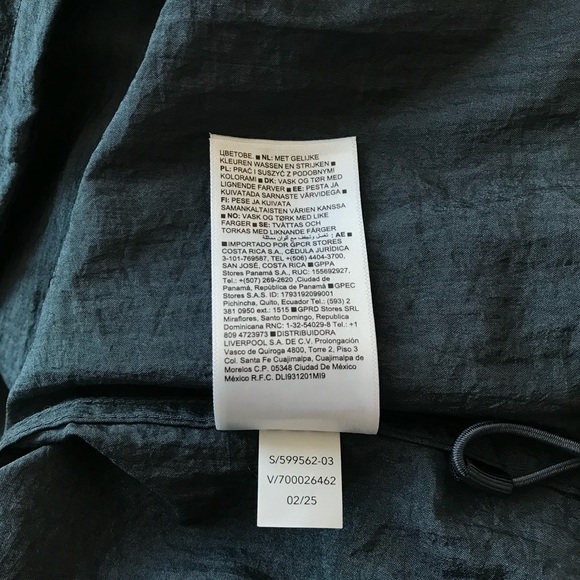 ЦВЕТОВЕ. ■ NL: MET GELIJKE
KLEUREN WASSEN EN STRIJKEN ■
PL: PRAĆ I SUSZYĆ Z PODOBNYMI
KOLORAMI ■ DK: VASK OG TØR MED
LIGNENDE FARVER ■ EE: PESTA JA
KUIVATADA SARNASTE VÄRVIDEGA ■
FI: PESE JA KUIVATA
SAMANKALTAISTEN VÄRIEN KANSSA
■ NO: VASK OG TØRK MED LIKE
FARGER ■ SE: TVÄTTAS OCH
TORKAS MED LIKNANDE FÄRGER
■ AE: تغسل وتجفف مع ألوان مماثلة
■ IMPORTADO POR GPCR STORES
COSTA RICA S.A., CÉDULA JURÍDICA
3-101-769587, TEL +(506) 4404-3700,
SAN JOSÉ, COSTA RICA ■ GPPA
Stores Panamá S.A., RUC: 155692927,
Tel: (+507) 269-2620 ,Ciudad de
Panamá, República de Panamá ■ GPEC
Stores S.A.S. ID: 1793192099001
Pichincha, Quito, Ecuador Tel.: (593) 2
381 0950 ext.: 1515 ■ GPRD Stores SRL
Miraflores, Santo Domingo, Republica
Dominicana RNC: 1-32-54029-8 Tel.: +1
809 4723973 ■ DISTRIBUIDORA
LIVERPOOL S.A. DE C.V. Prolongación
Vasco de Quiroga 4800, Torre 2, Piso 3
Col. Santa Fe Cuajimalpa, Cuajimalpa de
Morelos C.P. 05348 Ciudad de México
México R.F.C. DLI931201MI9
S/599562-03
V/700026462
02/25